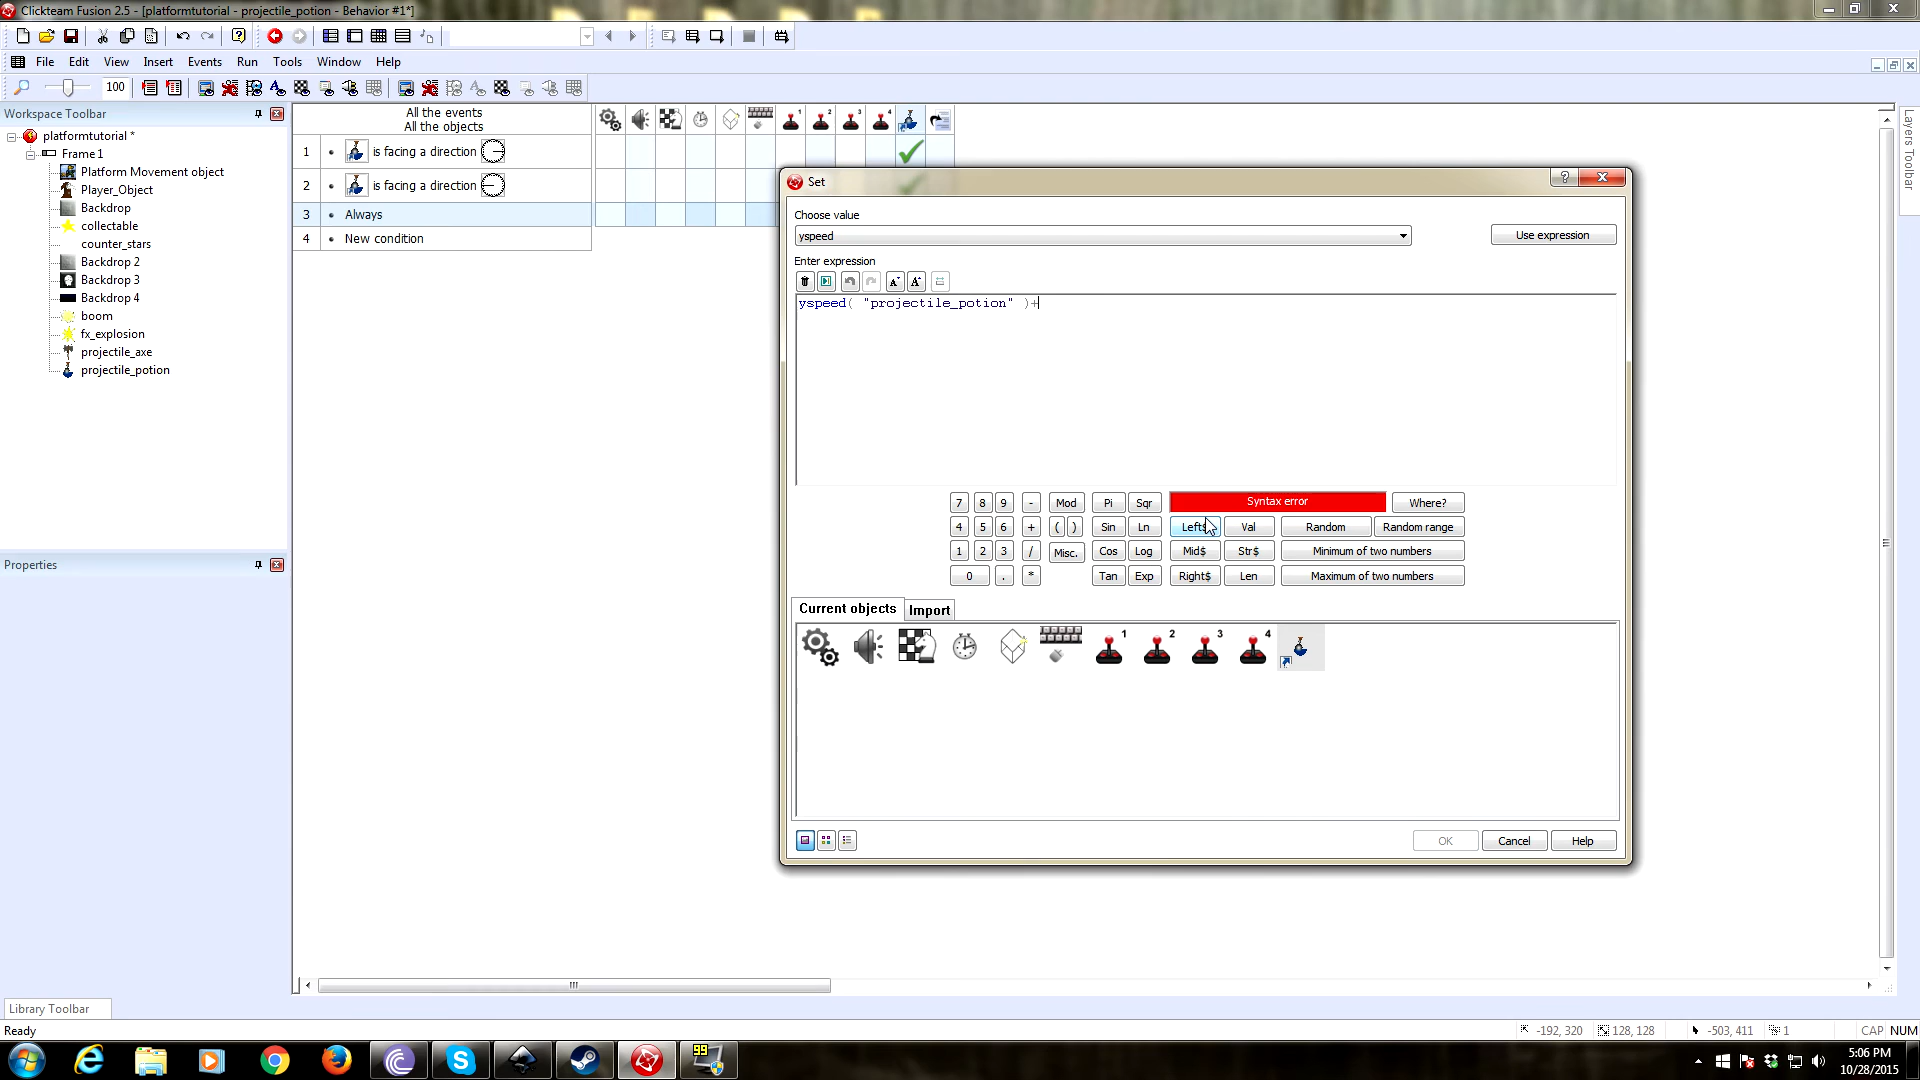 Clickteam Fusion 2.5 - [platformtutorial - projectile_potion - Behavior #1*]
File Edit View Insert Events Run Tools Window Help
100
Workspace Toolbar
platformtutorial *
Frame 1
Platform Movement object
Player_Object
Backdrop
collectable
counter_stars
Backdrop 2
Backdrop 3
Backdrop 4
boom
fx_explosion
projectile_axe
projectile_potion
Properties
Library Toolbar
Ready
All the events
All the objects
1 2 3 4
1 • is facing a direction
2 • is facing a direction
3 • Always
4 • New condition
Layers Toolbar
Set
Choose value
yspeed
Use expression
Enter expression
yspeed( "projectile_potion" )+
7 8 9 - Mod Pi Sqr Syntax error Where?
4 5 6 + ( ) Sin Ln Left$ Val Random Random range
1 2 3 / Misc. Cos Log Mid$ Str$ Minimum of two numbers
0 . * Tan Exp Right$ Len Maximum of two numbers
Current objects Import
1 2 3 4
OK Cancel Help
-192, 320 128, 128 -503, 411 1 CAP NUM
99
5:06 PM
10/28/2015